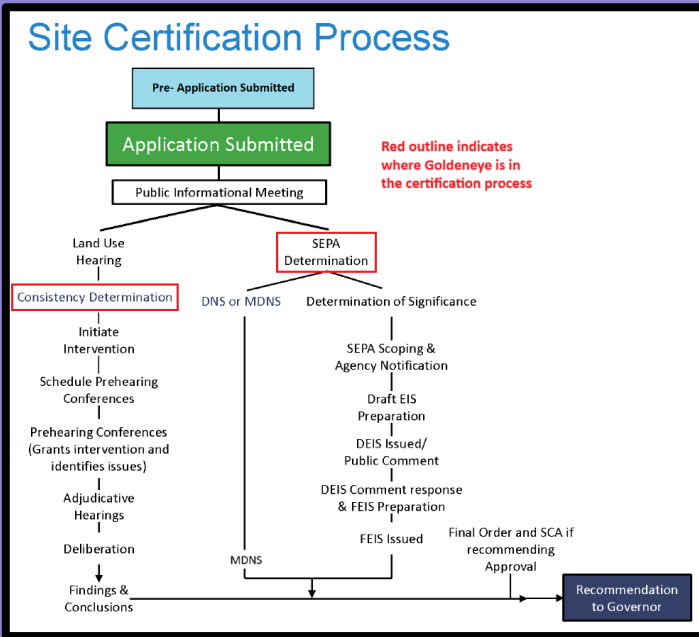 Site Certification Process
Pre- Application Submitted
Application Submitted
Red outline indicates
where Goldeneye is in
the certification process
Public Informational Meeting
Land Use
Hearing
SEPA
Determination
Consistency Determination
DNS or MDNS
Determination of Significance
Initiate
Intervention
SEPA Scoping &
Agency Notification
Schedule Prehearing
Conferences
Draft EIS
Preparation
Prehearing Conferences
(Grants intervention and
identifies issues)
DEIS Issued/
Public Comment
Adjudicative
Hearings
DEIS Comment response
& FEIS Preparation
Deliberation
FEIS Issued
MDNS
Final Order and SCA if
recommending
Approval
Findings &
Conclusions
Recommendation
to Governor